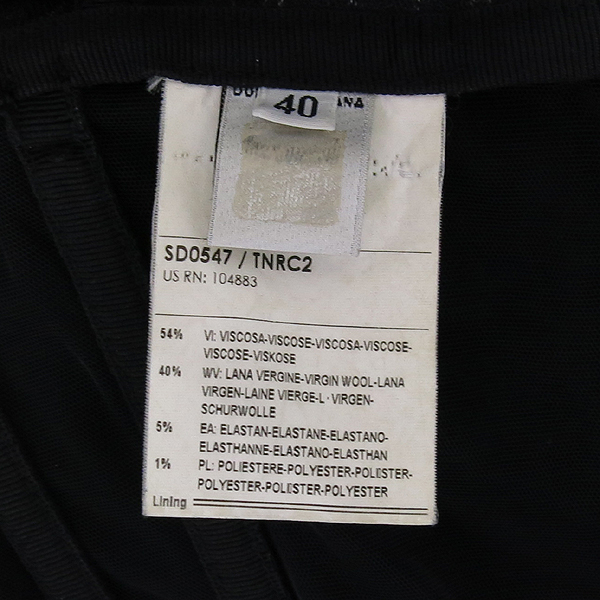 40
SD0547 / TNRC2
US RN: 104883
54% VI: VISCOSA-VISCOSE-VISCOSA-VISCOSE-
VISCOSE-VISKOSE
40% WV: LANA VERGINE-VIRGIN WOOL-LANA
VIRGEN-LAINE VIERGE-L·VIRGEN-
SCHURWOLLE
5% EA: ELASTAN-ELASTANE-ELASTANO-
ELASTHANNE-ELASTANO-ELASTHAN
1% PL: POLIESTERE-POLYESTER-POLIESTER-
POLYESTER-POLIESTER-POLYESTER
Lining